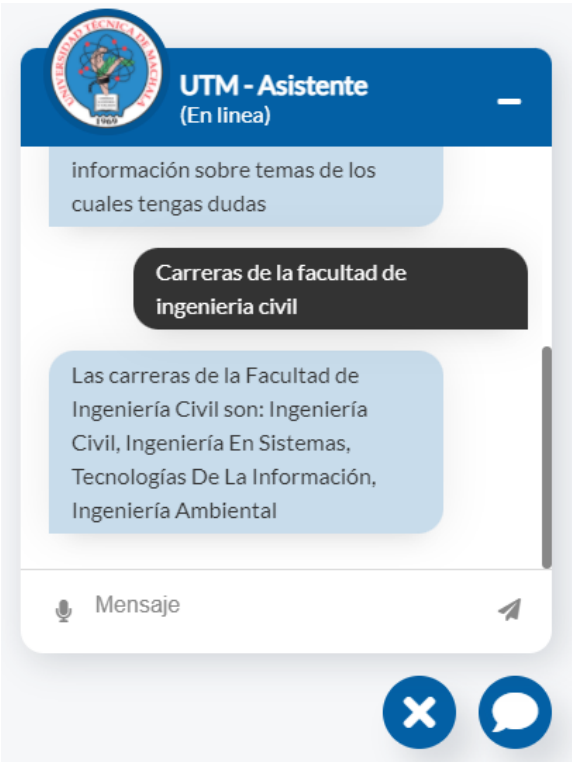 UNIVERSIDAD TÉCNICA DE MACHALA
1969
UTM - Asistente
(En linea)
información sobre temas de los
cuales tengas dudas
Carreras de la facultad de
ingenieria civil
Las carreras de la Facultad de
Ingeniería Civil son: Ingeniería
Civil, Ingeniería En Sistemas,
Tecnologías De La Información,
Ingeniería Ambiental
Mensaje